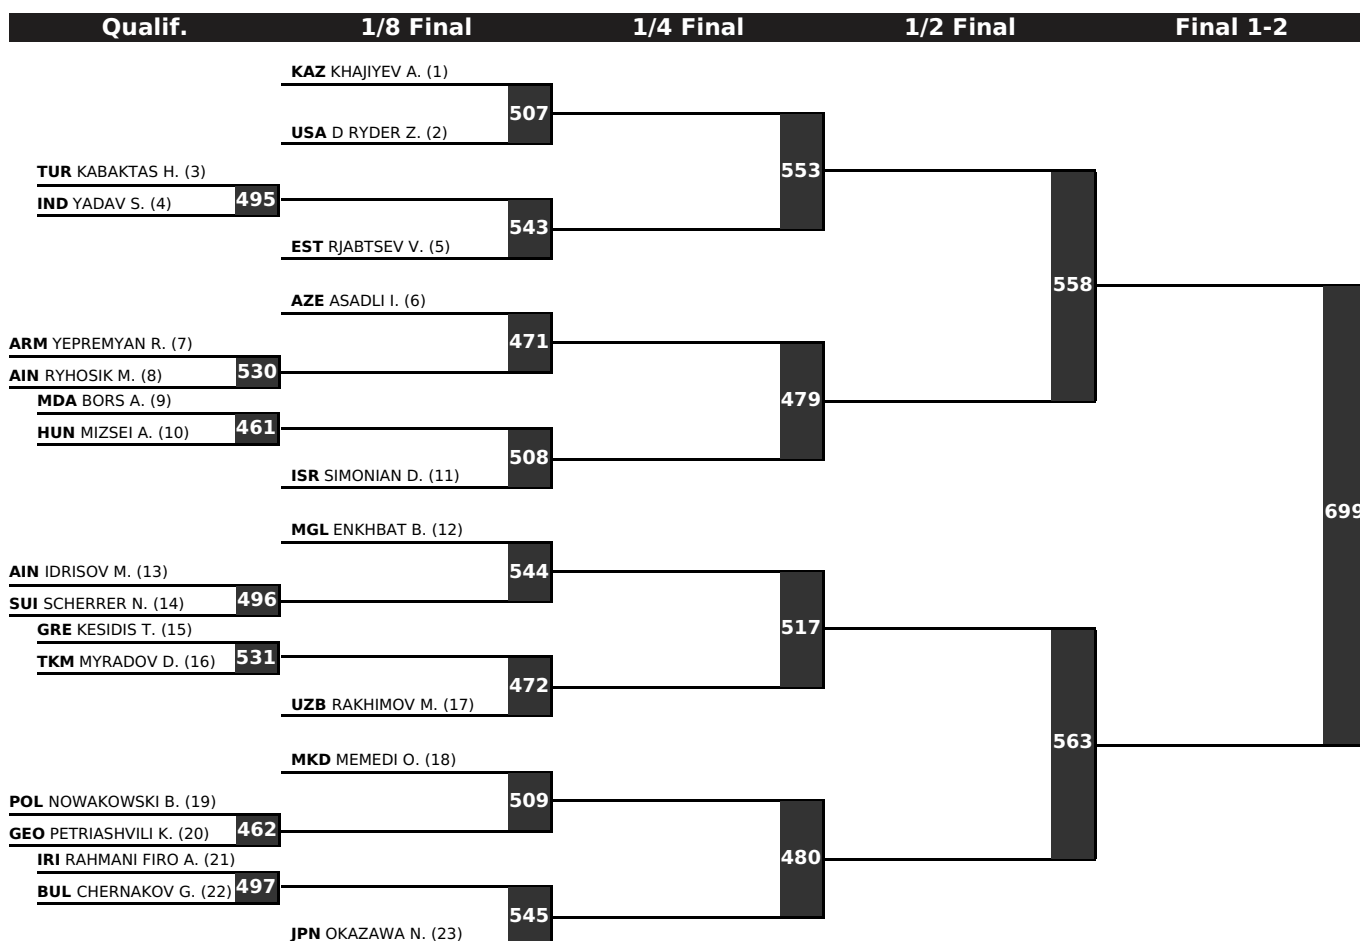 Qualif. 1/8 Final 1/4 Final 1/2 Final Final 1-2
KAZ KHAJIYEV A. (1)
507
USA D RYDER Z. (2)
TUR KABAKTAS H. (3)
553
495
IND YADAV S. (4)
543
EST RJABTSEV V. (5)
558
AZE ASADLI I. (6)
471
ARM YEPREMYAN R. (7)
530
AIN RYHOSIK M. (8)
479
MDA BORS A. (9)
461
HUN MIZSEI A. (10)
508
ISR SIMONIAN D. (11)
699
MGL ENKHBAT B. (12)
544
AIN IDRISOV M. (13)
496
SUI SCHERRER N. (14)
517
GRE KESIDIS T. (15)
531
TKM MYRADOV D. (16)
472
UZB RAKHIMOV M. (17)
563
MKD MEMEDI O. (18)
509
POL NOWAKOWSKI B. (19)
462
GEO PETRIASHVILI K. (20)
480
IRI RAHMANI FIRO A. (21)
497
BUL CHERNAKOV G. (22)
545
JPN OKAZAWA N. (23)